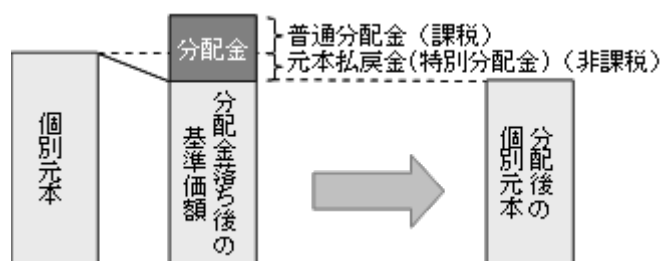 分配金
普通分配金(課税)
元本払戻金(特別分配金)(非課税)
個別元本
分配金落ち後の
基準価額
分配後の
個別元本